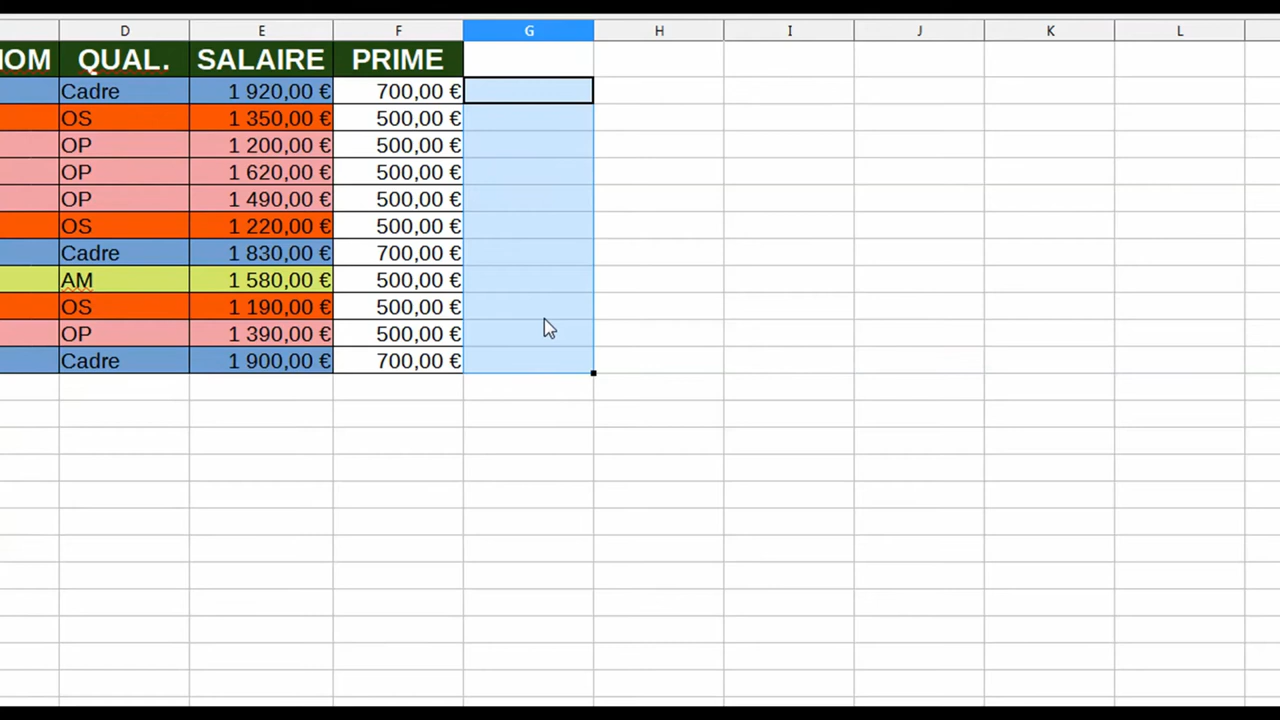 D E F G H I J K L
NOM QUAL. SALAIRE PRIME
Cadre 1 920,00 € 700,00 €
OS 1 350,00 € 500,00 €
OP 1 200,00 € 500,00 €
OP 1 620,00 € 500,00 €
OP 1 490,00 € 500,00 €
OS 1 220,00 € 500,00 €
Cadre 1 830,00 € 700,00 €
AM 1 580,00 € 500,00 €
OS 1 190,00 € 500,00 €
OP 1 390,00 € 500,00 €
Cadre 1 900,00 € 700,00 €